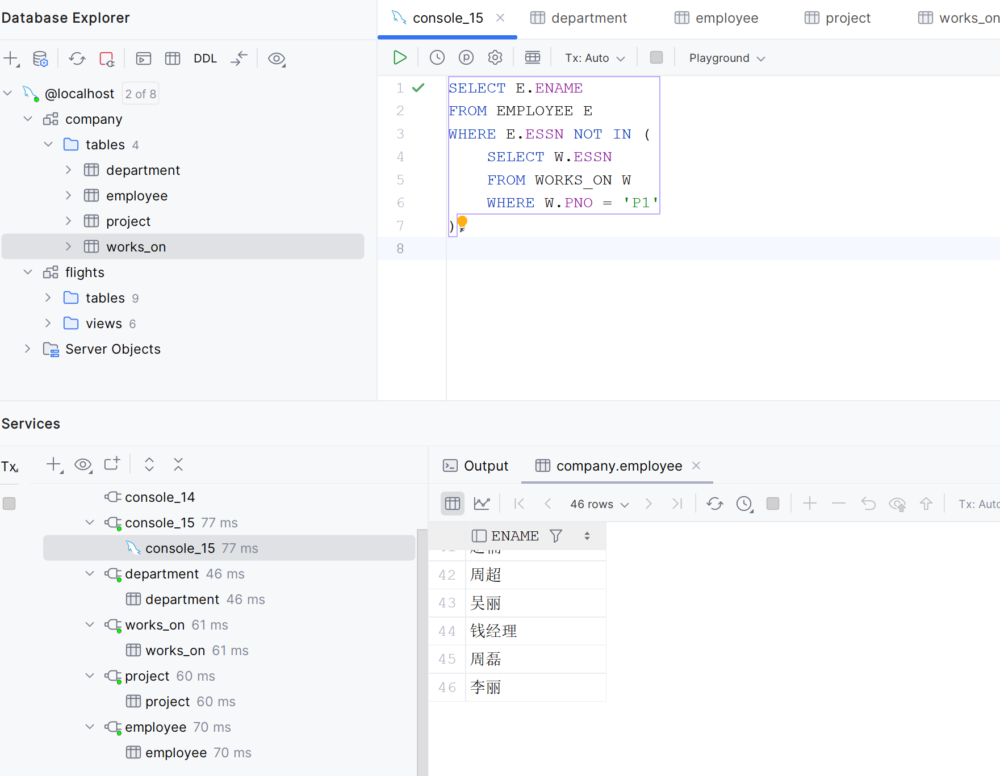 Database Explorer
DDL
@localhost 2 of 8
company
tables 4
department
employee
project
works_on
flights
tables 9
views 6
Server Objects
console_15
department
employee
project
works_on
Tx: Auto
Playground
1 SELECT E.ENAME
2 FROM EMPLOYEE E
3 WHERE E.ESSN NOT IN (
4 SELECT W.ESSN
5 FROM WORKS_ON W
6 WHERE W.PNO = 'P1'
7 )
8
Services
Tx
console_14
console_15 77 ms
console_15 77 ms
department 46 ms
department 46 ms
works_on 61 ms
works_on 61 ms
project 60 ms
project 60 ms
employee 70 ms
employee 70 ms
Output
company.employee
46 rows
Tx: Auto
ENAME
42 周超
43 吴丽
44 钱经理
45 周磊
46 李丽